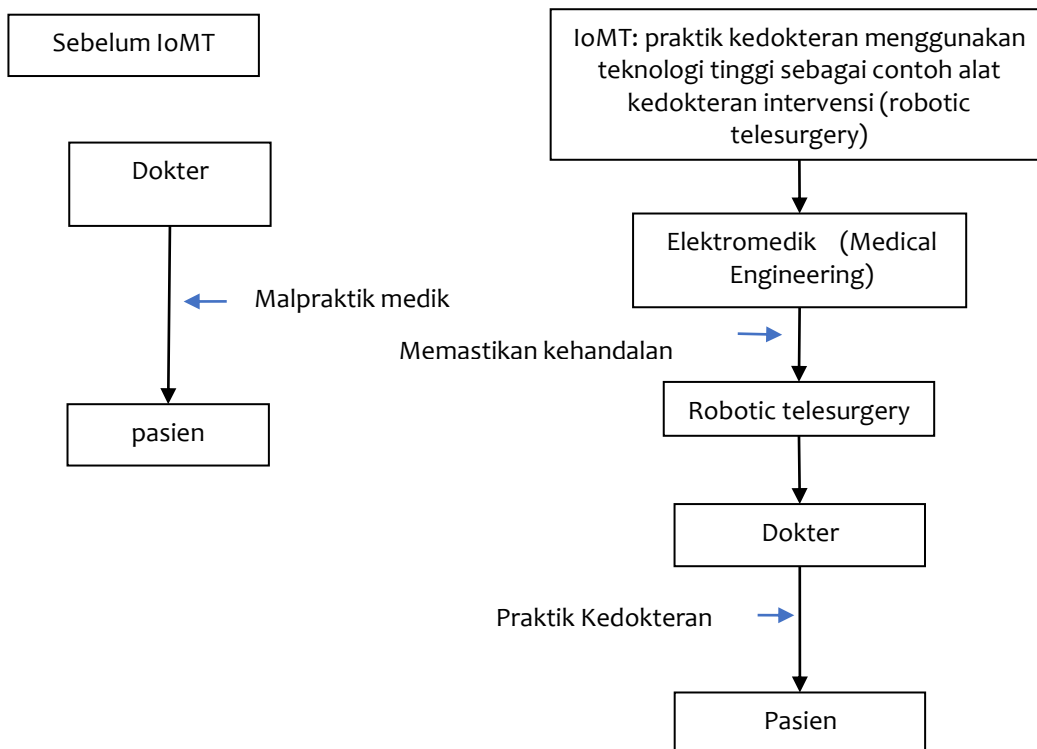 Sebelum IoMT
Dokter
Malpraktik medik
pasien
IoMT: praktik kedokteran menggunakan
teknologi tinggi sebagai contoh alat
kedokteran intervensi (robotic
telesurgery)
Elektromedik (Medical
Engineering)
Memastikan kehandalan
Robotic telesurgery
Dokter
Praktik Kedokteran
Pasien